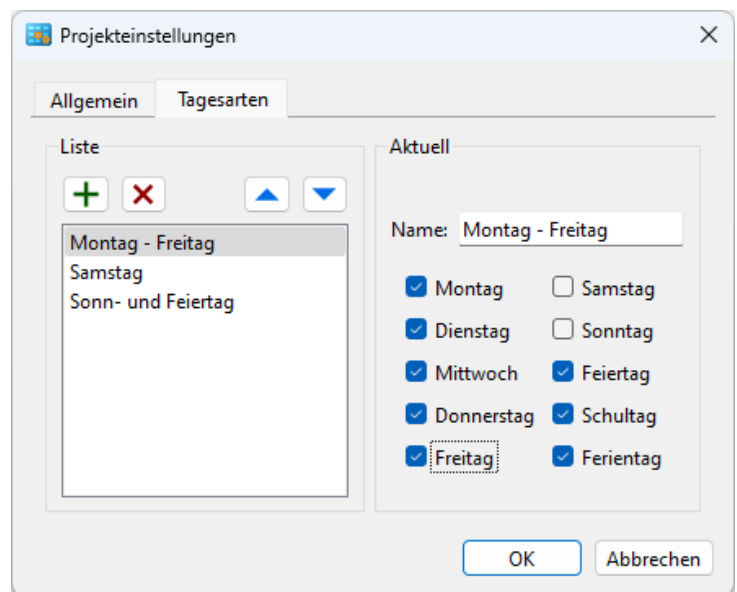 Projekteinstellungen
Allgemein
Tagesarten
Liste
Montag - Freitag
Samstag
Sonn- und Feiertag
Aktuell
Name: Montag - Freitag
Montag
Samstag
Dienstag
Sonntag
Mittwoch
Feiertag
Donnerstag
Schultag
Freitag
Ferientag
OK
Abbrechen